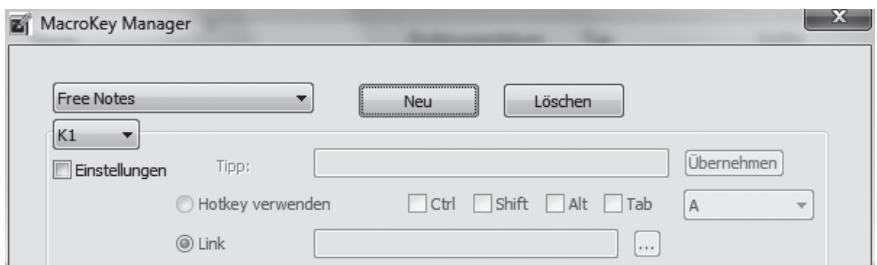 MacroKey Manager
X
Free Notes Neu Löschen
K1
Einstellungen Tipp: Übernehmen
Hotkey verwenden Ctrl Shift Alt Tab A
Link ...